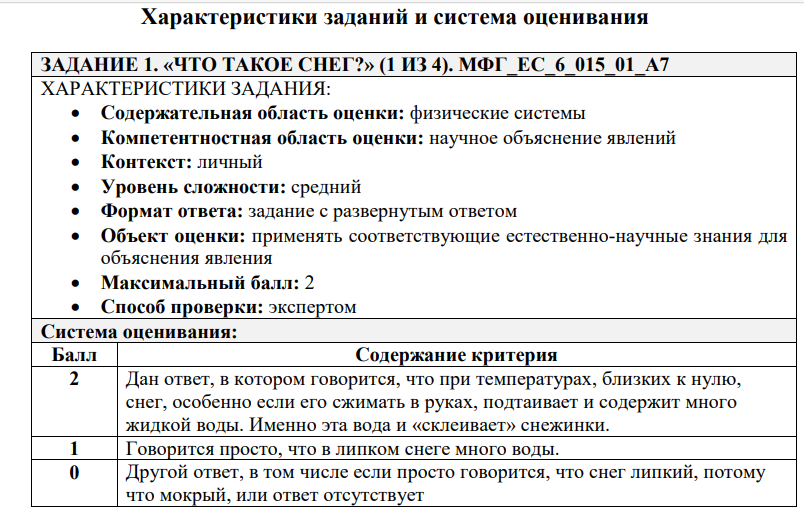 Характеристики заданий и система оценивания
ЗАДАНИЕ 1. «ЧТО ТАКОЕ СНЕГ?» (1 ИЗ 4). МФГ_ЕС_6_015_01_А7
ХАРАКТЕРИСТИКИ ЗАДАНИЯ:
• Содержательная область оценки: физические системы
• Компетентностная область оценки: научное объяснение явлений
• Контекст: личный
• Уровень сложности: средний
• Формат ответа: задание с развернутым ответом
• Объект оценки: применять соответствующие естественно-научные знания для
объяснения явления
• Максимальный балл: 2
• Способ проверки: экспертом
Система оценивания:
Балл Содержание критерия
2 Дан ответ, в котором говорится, что при температурах, близких к нулю,
снег, особенно если его сжимать в руках, подтаивает и содержит много
жидкой воды. Именно эта вода и «склеивает» снежинки.
1 Говорится просто, что в липком снеге много воды.
0 Другой ответ, в том числе если просто говорится, что снег липкий, потому
что мокрый, или ответ отсутствует